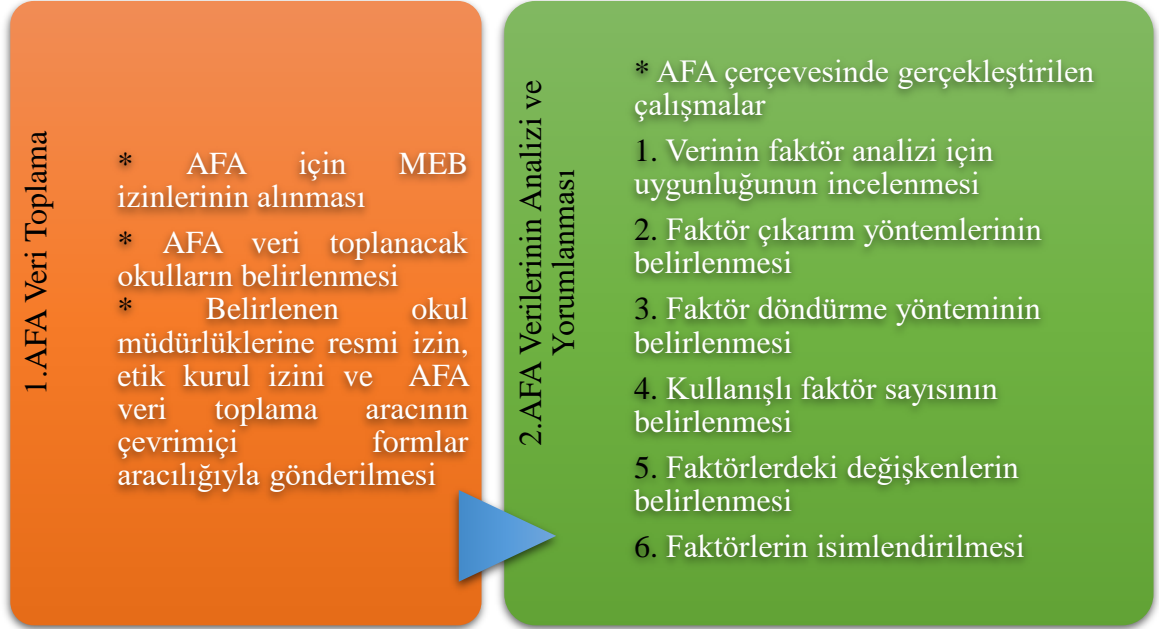 1.AFA Veri Toplama
* AFA için MEB
izinlerinin alınması
* AFA veri toplanacak
okulların belirlenmesi
* Belirlenen okul
müdürlüklerine resmi izin,
etik kurul izini ve AFA
veri toplama aracının
çevrimiçi formlar
aracılığıyla gönderilmesi
2.AFA Verilerinin Analizi ve
Yorumlanması
* AFA çerçevesinde gerçekleştirilen
çalışmalar
1. Verinin faktör analizi için
uygunluğunun incelenmesi
2. Faktör çıkarım yöntemlerinin
belirlenmesi
3. Faktör döndürme yönteminin
belirlenmesi
4. Kullanışlı faktör sayısının
belirlenmesi
5. Faktörlerdeki değişkenlerin
belirlenmesi
6. Faktörlerin isimlendirilmesi